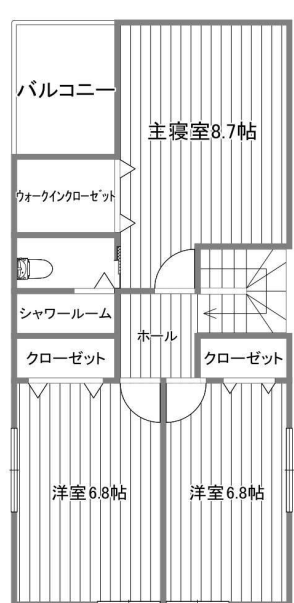 バルコニー
主寝室8.7帖
ウォークインクローゼット
シャワールーム
ホール
クローゼット
クローゼット
洋室6.8帖
洋室6.8帖